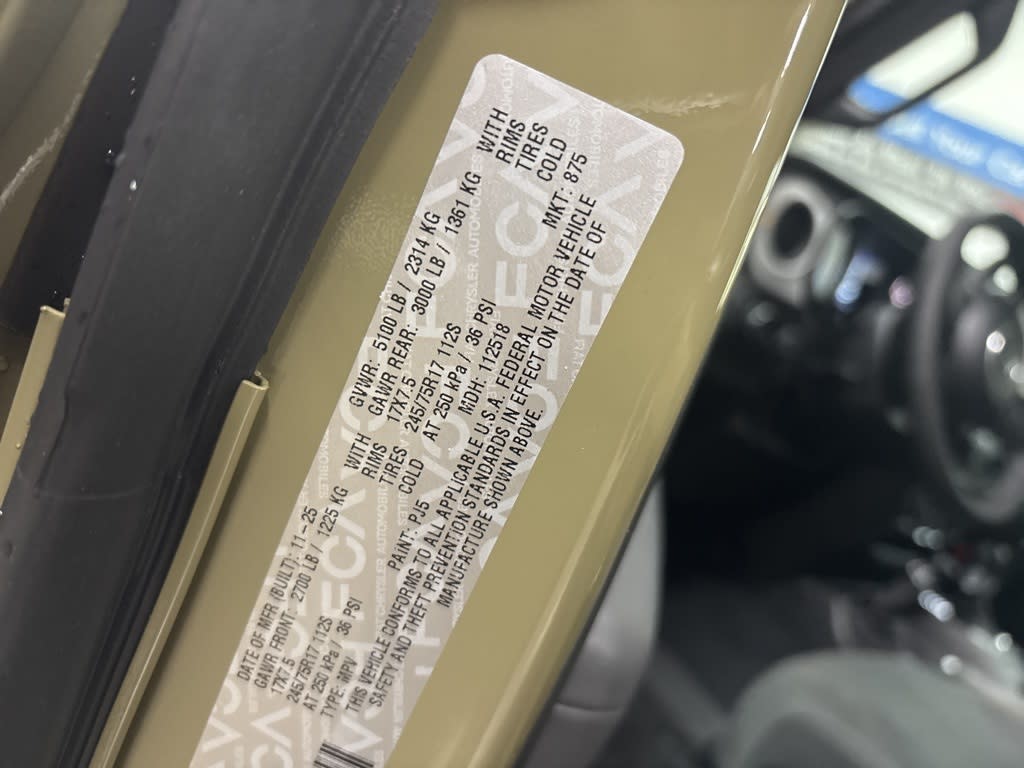 DATE OF MFR (BUILT): 11-25 GVWR: 5100 LB / 2314 KG
GAWR FRONT: 2700 LB / 1225 KG WITH GAWR REAR: 3000 LB / 1361 KG WITH
17X7.5 RIMS 17X7.5 RIMS
245/75R17 112S TIRES 245/75R17 112S TIRES
AT 250 kPa / 36 PSI COLD AT 250 kPa / 36 PSI COLD
TYPE: MPV PAINT: PJ5 MDH: 112518 MKT: 875
THIS VEHICLE CONFORMS TO ALL APPLICABLE U.S.A. FEDERAL MOTOR VEHICLE
SAFETY AND THEFT PREVENTION STANDARDS IN EFFECT ON THE DATE OF
MANUFACTURE SHOWN ABOVE.